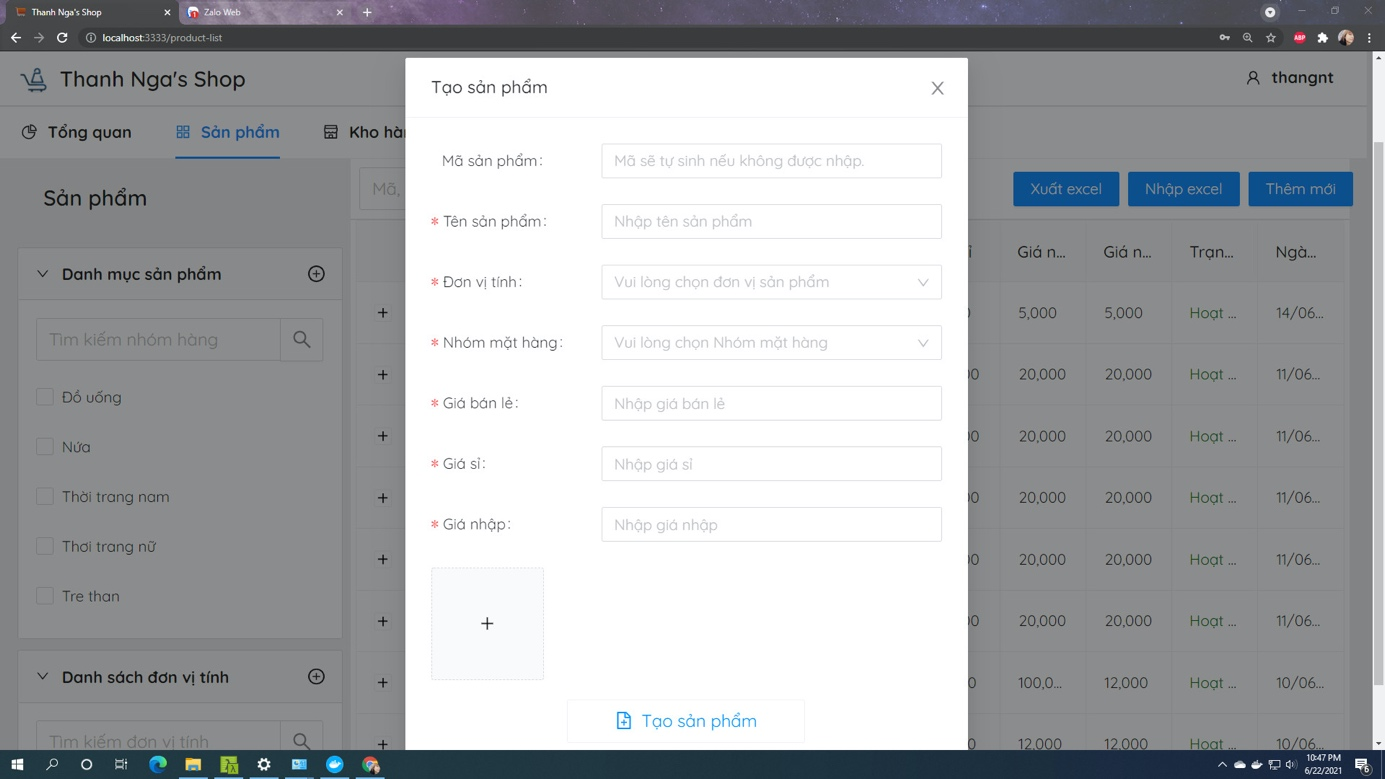 Thanh Nga's Shop
Zalo Web
localhost:3333/product-list
Thanh Nga's Shop
thangnt
Tổng quan
Sản phẩm
Kho hàn
Sản phẩm
Mã,
Xuất excel
Nhập excel
Thêm mới
Danh mục sản phẩm
Tìm kiếm nhóm hàng
Đồ uống
Nứa
Thời trang nam
Thơi trang nữ
Tre than
Danh sách đơn vị tính
Tìm kiếm đơn vị tính
Tạo sản phẩm
Mã sản phẩm: Mã sẽ tự sinh nếu không được nhập.
* Tên sản phẩm: Nhập tên sản phẩm
* Đơn vị tính: Vui lòng chọn đơn vị sản phẩm
* Nhóm mặt hàng: Vui lòng chọn Nhóm mặt hàng
* Giá bán lẻ: Nhập giá bán lẻ
* Giá sỉ: Nhập giá sỉ
* Giá nhập: Nhập giá nhập
Tạo sản phẩm
Giá n... Giá n... Trạn... Ngà...
5,000 5,000 Hoạt ... 14/06...
20,000 20,000 Hoạt ... 11/06...
20,000 20,000 Hoạt ... 11/06...
20,000 20,000 Hoạt ... 11/06...
20,000 20,000 Hoạt ... 11/06...
20,000 20,000 Hoạt ... 11/06...
100,0... 12,000 Hoạt ... 10/06...
12,000 12,000 Hoạt ... 10/06...
10:47 PM
6/22/2021